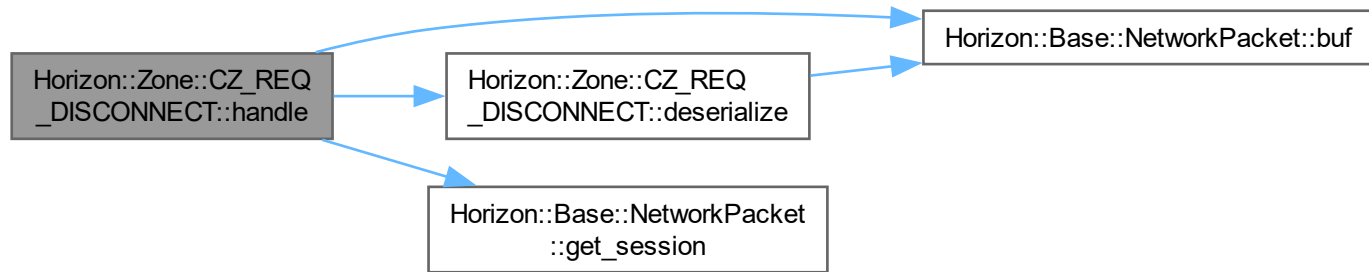 Horizon::Zone::CZ_REQ
_DISCONNECT::handle
Horizon::Zone::CZ_REQ
_DISCONNECT::deserialize
Horizon::Base::NetworkPacket::buf
Horizon::Base::NetworkPacket
::get_session